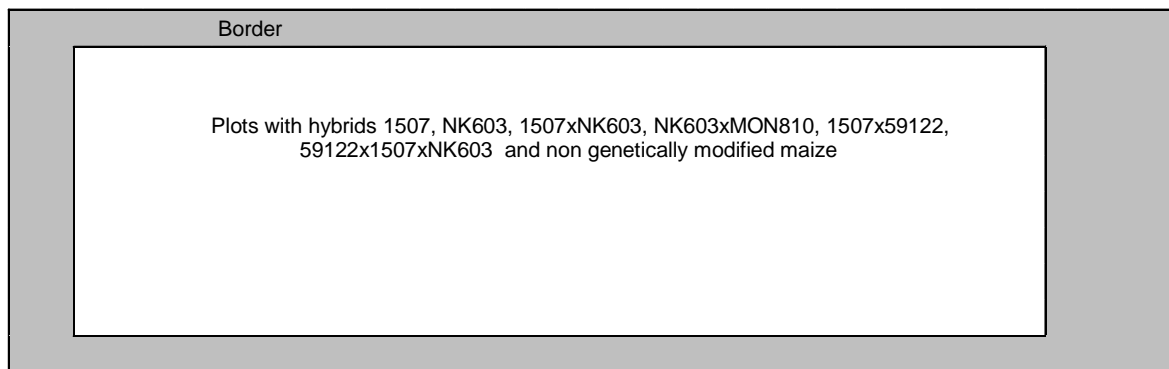 Border
Plots with hybrids 1507, NK603, 1507xNK603, NK603xMON810, 1507x59122,
59122x1507xNK603 and non genetically modified maize